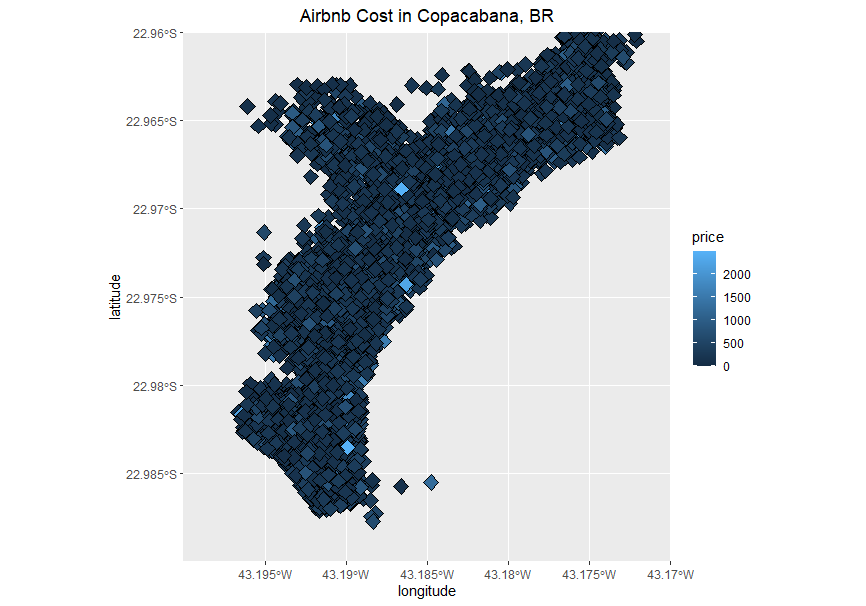 Airbnb Cost in Copacabana, BR
22.96°S
22.965°S
22.97°S
22.975°S
22.98°S
22.985°S
latitude
43.195°W
43.19°W
43.185°W
43.18°W
43.175°W
43.17°W
longitude
price
2000
1500
1000
500
0